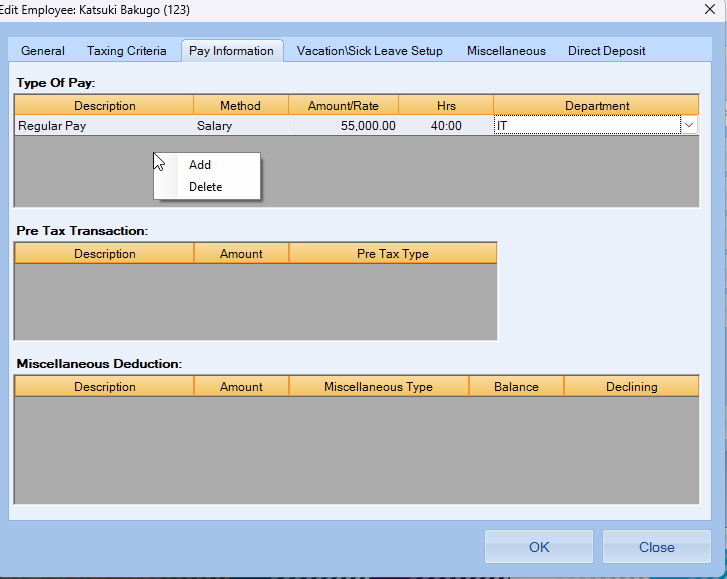 Edit Employee: Katsuki Bakugo (123)
General Taxing Criteria Pay Information Vacation\Sick Leave Setup Miscellaneous Direct Deposit
Type Of Pay:
Description Method Amount/Rate Hrs Department
Regular Pay Salary 55,000.00 40:00 IT
Add
Delete
Pre Tax Transaction:
Description Amount Pre Tax Type
Miscellaneous Deduction:
Description Amount Miscellaneous Type Balance Declining
OK Close